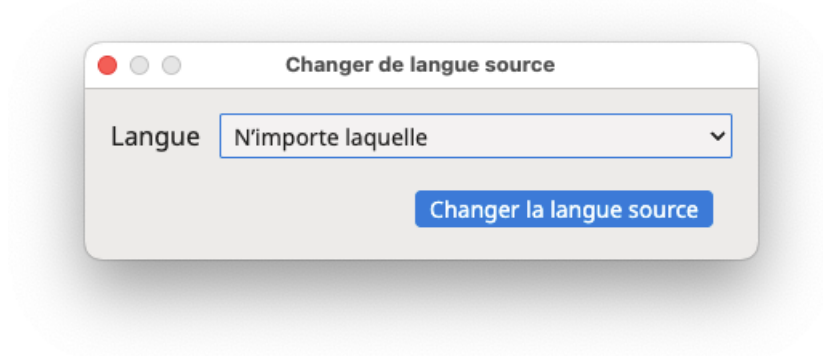 Changer de langue source
Langue N'importe laquelle
Changer la langue source